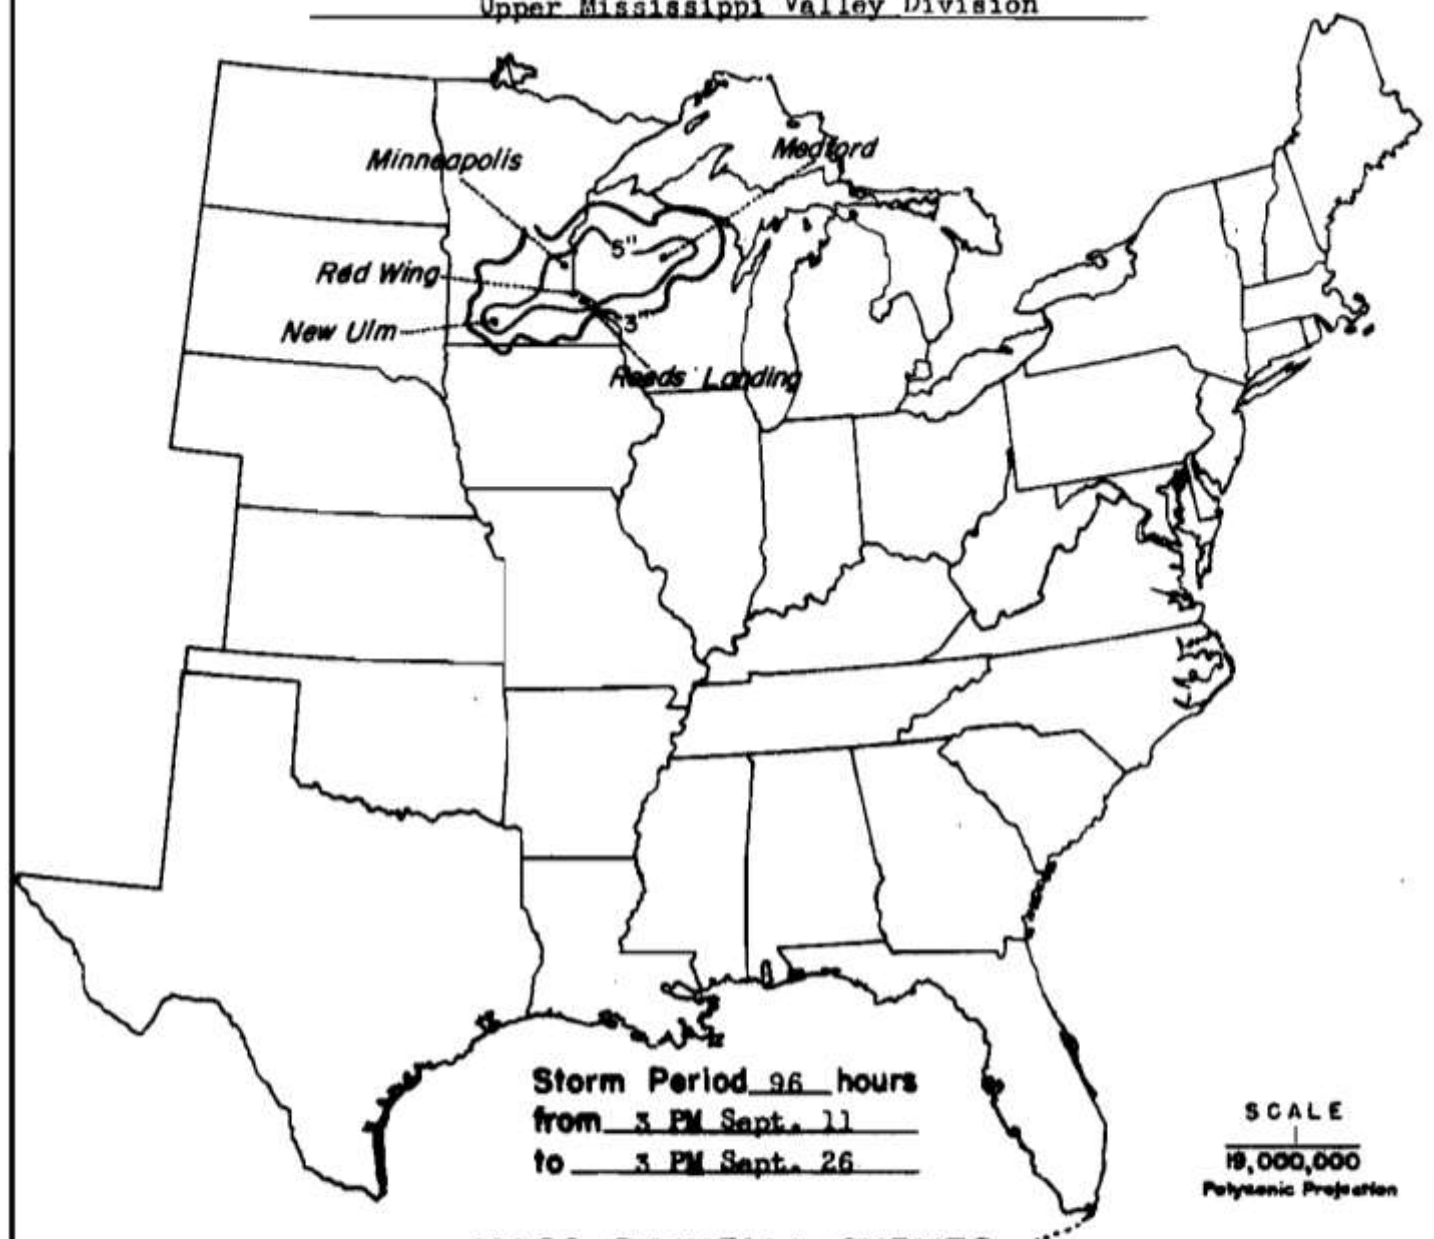 Upper Mississippi Valley Division
Minneapolis
Medford
5"
Red Wing
New Ulm
3"
Reeds Landing
Storm Period 96 hours
from 3 PM Sept. 11
to 3 PM Sept. 26
SCALE
1
19,000,000
Polyconic Projection